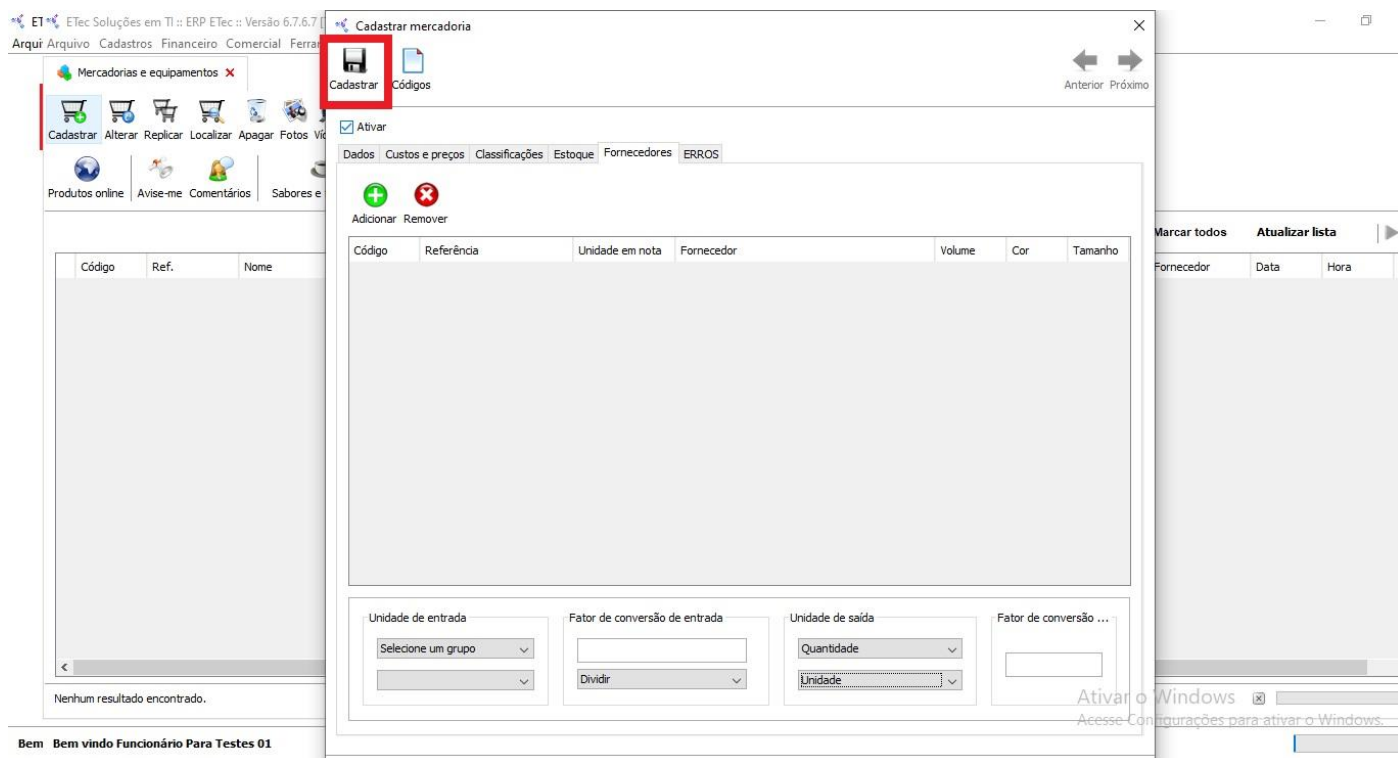 ET ETec Soluções em TI :: ERP ETec :: Versão 6.7.6.7 [
Cadastrar mercadoria
Arqui Arquivo Cadastros Financeiro Comercial Ferrar
Mercadorias e equipamentos
Cadastrar Códigos
Anterior Próximo
Cadastrar Alterar Replicar Localizar Apagar Fotos
Ativar
Dados Custos e preços Classificações Estoque Fornecedores ERROS
Produtos online Avise-me Comentários Sabores e
Adicionar Remover
Marcar todos Atualizar lista
Código Referência Unidade em nota Fornecedor Volume Cor Tamanho
Código Ref. Nome
Fornecedor Data Hora
Unidade de entrada Fator de conversão de entrada Unidade de saída Fator de conversão ...
Selecione um grupo Quantidade
Dividir Unidade
Nenhum resultado encontrado.
Ativar o Windows
Acesse Configurações para ativar o Windows.
Bem Bem vindo Funcionário Para Testes 01